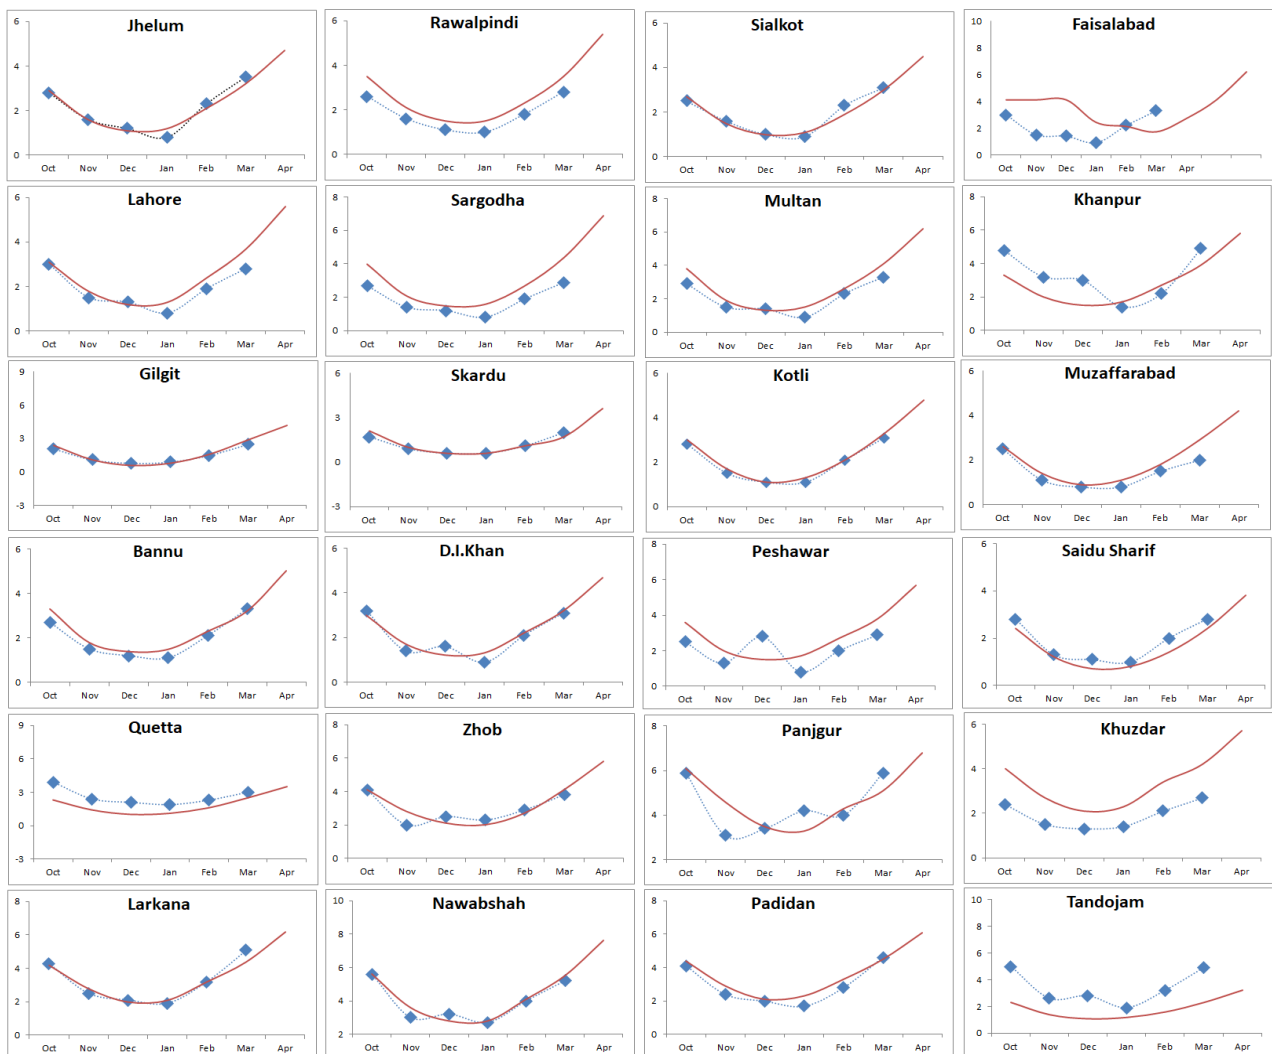 Jhelum
6
4
2
0
Oct Nov Dec Jan Feb Mar Apr
Rawalpindi
6
4
2
0
Oct Nov Dec Jan Feb Mar Apr
Sialkot
6
4
2
0
Oct Nov Dec Jan Feb Mar Apr
Faisalabad
10
8
6
4
2
0
Oct Nov Dec Jan Feb Mar Apr
Lahore
6
4
2
0
Oct Nov Dec Jan Feb Mar Apr
Sargodha
8
6
4
2
0
Oct Nov Dec Jan Feb Mar Apr
Multan
8
6
4
2
0
Oct Nov Dec Jan Feb Mar Apr
Khanpur
8
6
4
2
0
Oct Nov Dec Jan Feb Mar Apr
Gilgit
9
6
3
0
-3
Oct Nov Dec Jan Feb Mar Apr
Skardu
6
3
0
-3
Oct Nov Dec Jan Feb Mar Apr
Kotli
6
4
2
0
Oct Nov Dec Jan Feb Mar Apr
Muzaffarabad
6
4
2
0
Oct Nov Dec Jan Feb Mar Apr
Bannu
6
4
2
0
Oct Nov Dec Jan Feb Mar Apr
D.I.Khan
6
4
2
0
Oct Nov Dec Jan Feb Mar Apr
Peshawar
8
6
4
2
0
Oct Nov Dec Jan Feb Mar Apr
Saidu Sharif
6
4
2
0
Oct Nov Dec Jan Feb Mar Apr
Quetta
9
6
3
0
-3
Oct Nov Dec Jan Feb Mar Apr
Zhob
8
6
4
2
0
Oct Nov Dec Jan Feb Mar Apr
Panjgur
8
6
4
2
Oct Nov Dec Jan Feb Mar Apr
Khuzdar
6
4
2
0
Oct Nov Dec Jan Feb Mar Apr
Larkana
8
6
4
2
0
Oct Nov Dec Jan Feb Mar Apr
Nawabshah
10
8
6
4
2
Oct Nov Dec Jan Feb Mar Apr
Padidan
8
6
4
2
0
Oct Nov Dec Jan Feb Mar Apr
Tandojam
10
8
6
4
2
0
Oct Nov Dec Jan Feb Mar Apr